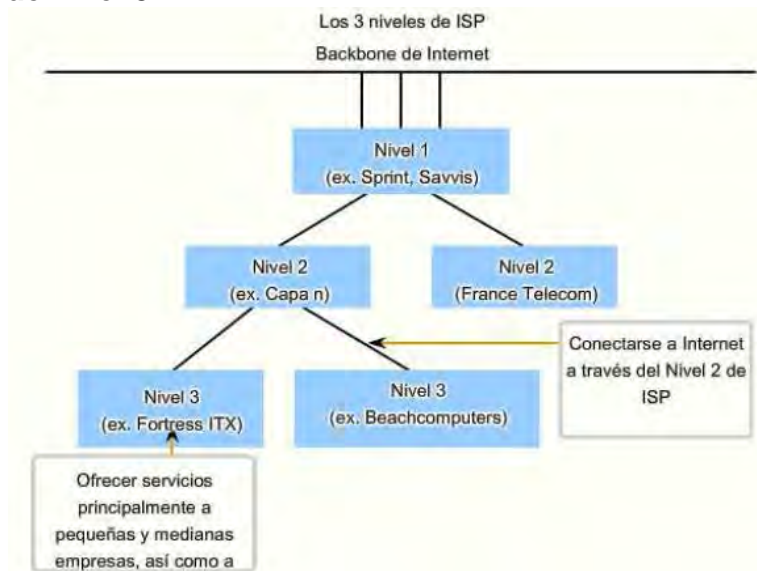 Los 3 niveles de ISP
Backbone de Internet
Nivel 1
(ex. Sprint, Savvis)
Nivel 2
(ex. Capa n)
Nivel 2
(France Telecom)
Conectarse a Internet
a través del Nivel 2 de
ISP
Nivel 3
(ex. Fortress ITX)
Nivel 3
(ex. Beachcomputers)
Ofrecer servicios
principalmente a
pequeñas y medianas
empresas, así como a